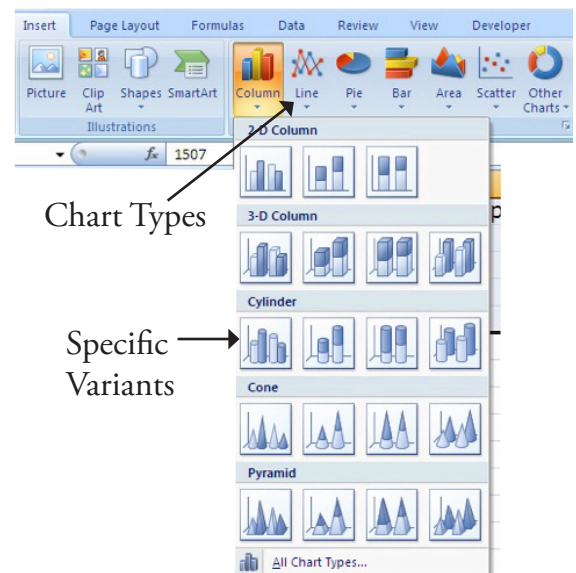 Insert Page Layout Formulas Data Review View Developer
Picture Clip Art Shapes SmartArt Column Line Pie Bar Area Scatter Other Charts
Illustrations
fx 1507
2-D Column
Chart Types
p
3-D Column
Cylinder
Specific
Variants
Cone
Pyramid
All Chart Types...